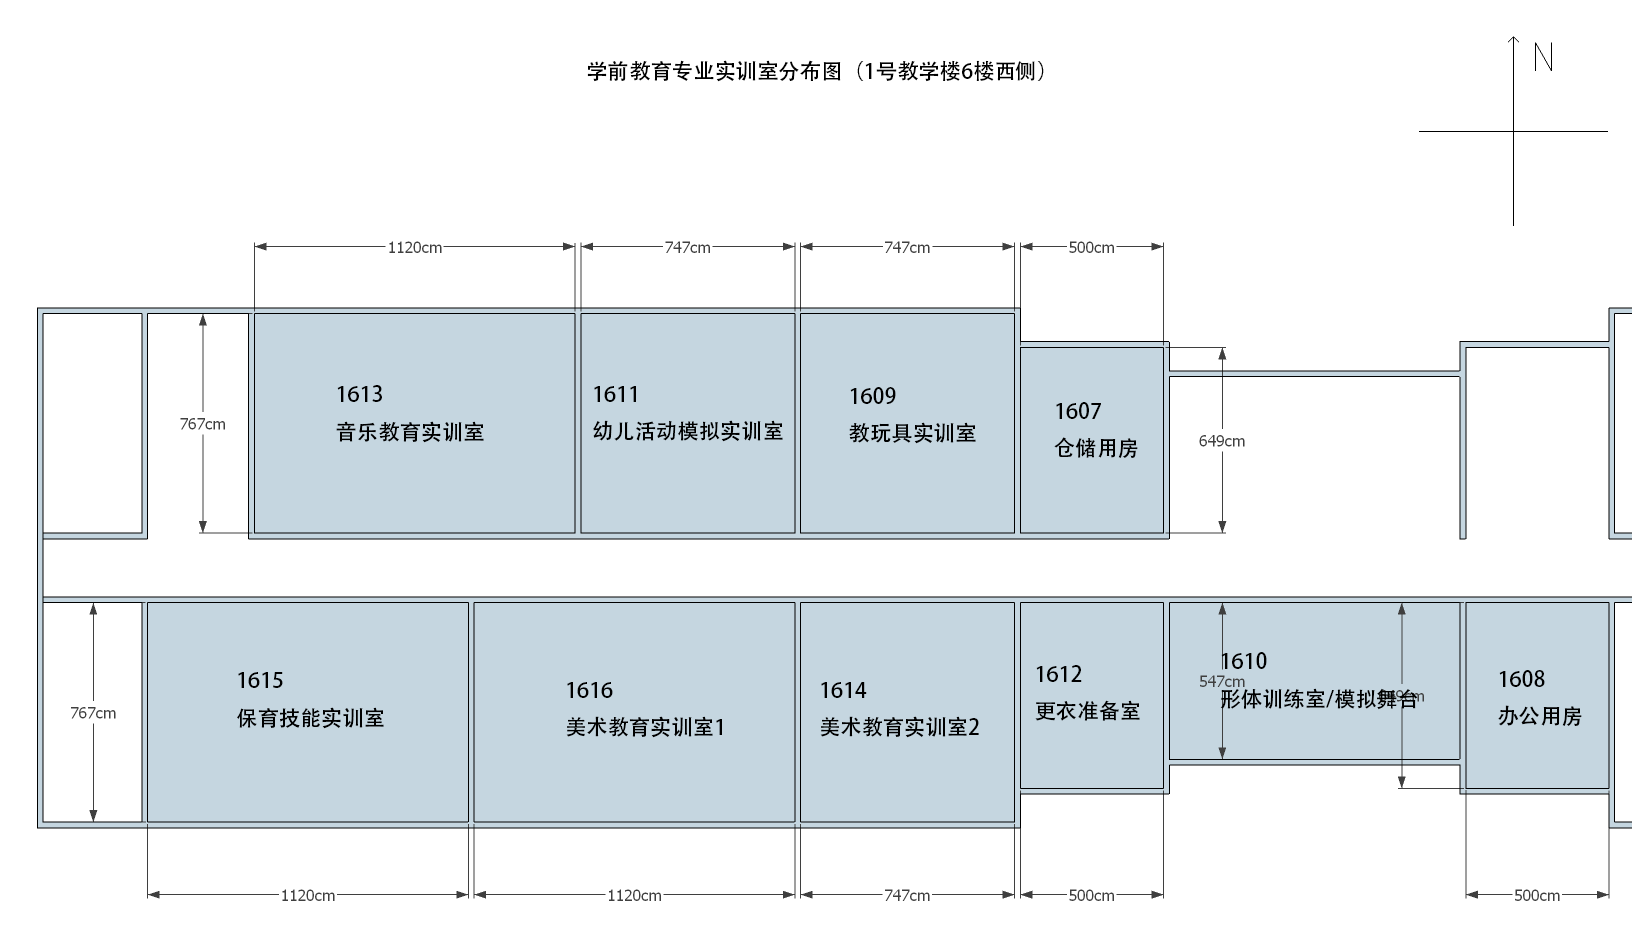 学前教育专业实训室分布图（1号教学楼6楼西侧）
N
1120cm
747cm
747cm
500cm
1613
音乐教育实训室
1611
幼儿活动模拟实训室
1609
教玩具实训室
1607
仓储用房
767cm
649cm
1615
保育技能实训室
1616
美术教育实训室1
1614
美术教育实训室2
1612
更衣准备室
1610
形体训练室/模拟舞台
1608
办公用房
767cm
547cm
1120cm
1120cm
747cm
500cm
500cm